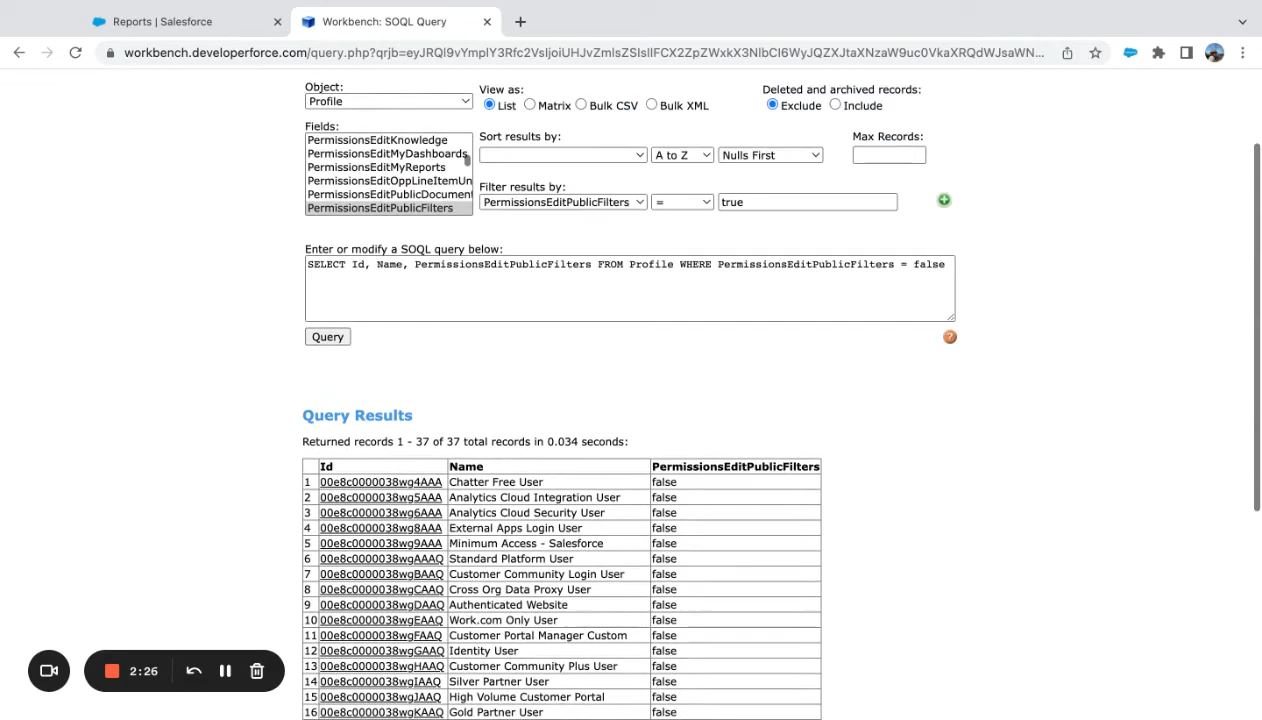 Reports | Salesforce
Workbench: SOQL Query
workbench.developerforce.com/query.php?qrjb=eyJRQl9vYmplY3Rfc2VsIjoiUHJvZmlsZSIsIlFCX2ZpZWxkX3NlbCI6WyJQZXJtaXNzaW9uc0VkaXRQdWJsaWN...
Object:
Profile
View as:
List Matrix Bulk CSV Bulk XML
Deleted and archived records:
Exclude Include
Fields:
PermissionsEditKnowledge
PermissionsEditMyDashboards
PermissionsEditMyReports
PermissionsEditOppLineItemUn
PermissionsEditPublicDocument
PermissionsEditPublicFilters
Sort results by:
A to Z
Nulls First
Max Records:
Filter results by:
PermissionsEditPublicFilters
=
true
Enter or modify a SOQL query below:
SELECT Id, Name, PermissionsEditPublicFilters FROM Profile WHERE PermissionsEditPublicFilters = false
Query
?
Query Results
Returned records 1 - 37 of 37 total records in 0.034 seconds:
Id Name PermissionsEditPublicFilters
1 00e8c0000038wg4AAA Chatter Free User false
2 00e8c0000038wg5AAA Analytics Cloud Integration User false
3 00e8c0000038wg6AAA Analytics Cloud Security User false
4 00e8c0000038wg8AAA External Apps Login User false
5 00e8c0000038wg9AAA Minimum Access - Salesforce false
6 00e8c0000038wgAAAQ Standard Platform User false
7 00e8c0000038wgBAAQ Customer Community Login User false
8 00e8c0000038wgCAAQ Cross Org Data Proxy User false
9 00e8c0000038wgDAAQ Authenticated Website false
10 00e8c0000038wgEAAQ Work.com Only User false
11 00e8c0000038wgFAAQ Customer Portal Manager Custom false
12 00e8c0000038wgGAAQ Identity User false
13 00e8c0000038wgHAAQ Customer Community Plus User false
14 00e8c0000038wgIAAQ Silver Partner User false
15 00e8c0000038wgJAAQ High Volume Customer Portal false
16 00e8c0000038wgKAAQ Gold Partner User false
2:26